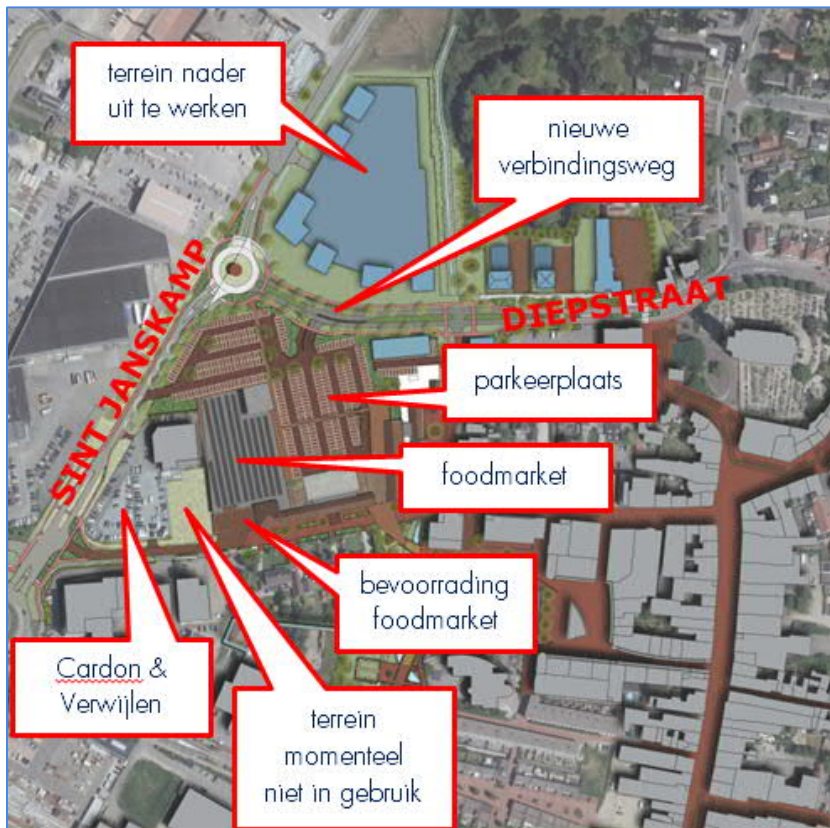 terrein nader
uit te werken
nieuwe
verbindingsweg
SINT JANSKAMP
DIEPSTRAAT
parkeerplaats
foodmarket
bevoorrading
foodmarket
Cardon &
Verwijlen
terrein
momenteel
niet in gebruik